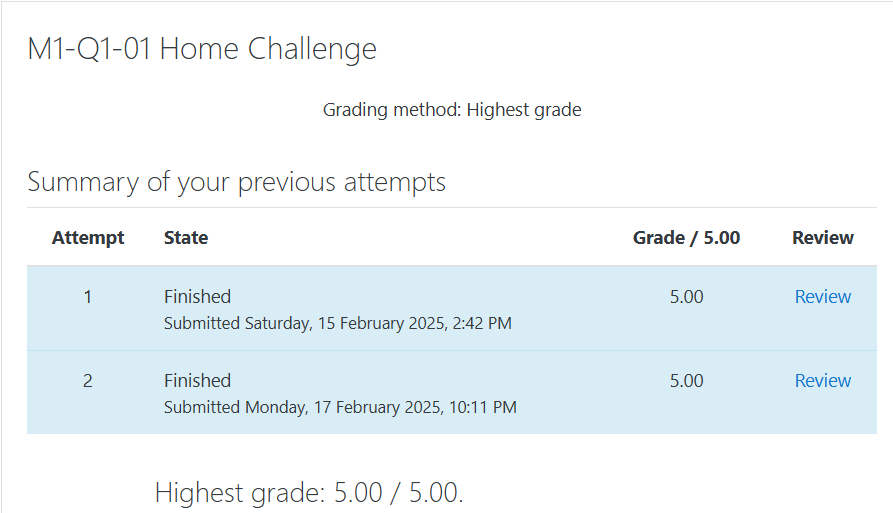 M1-Q1-01 Home Challenge
Grading method: Highest grade
Summary of your previous attempts
Attempt State Grade / 5.00 Review
1 Finished 5.00 Review
Submitted Saturday, 15 February 2025, 2:42 PM
2 Finished 5.00 Review
Submitted Monday, 17 February 2025, 10:11 PM
Highest grade: 5.00 / 5.00.